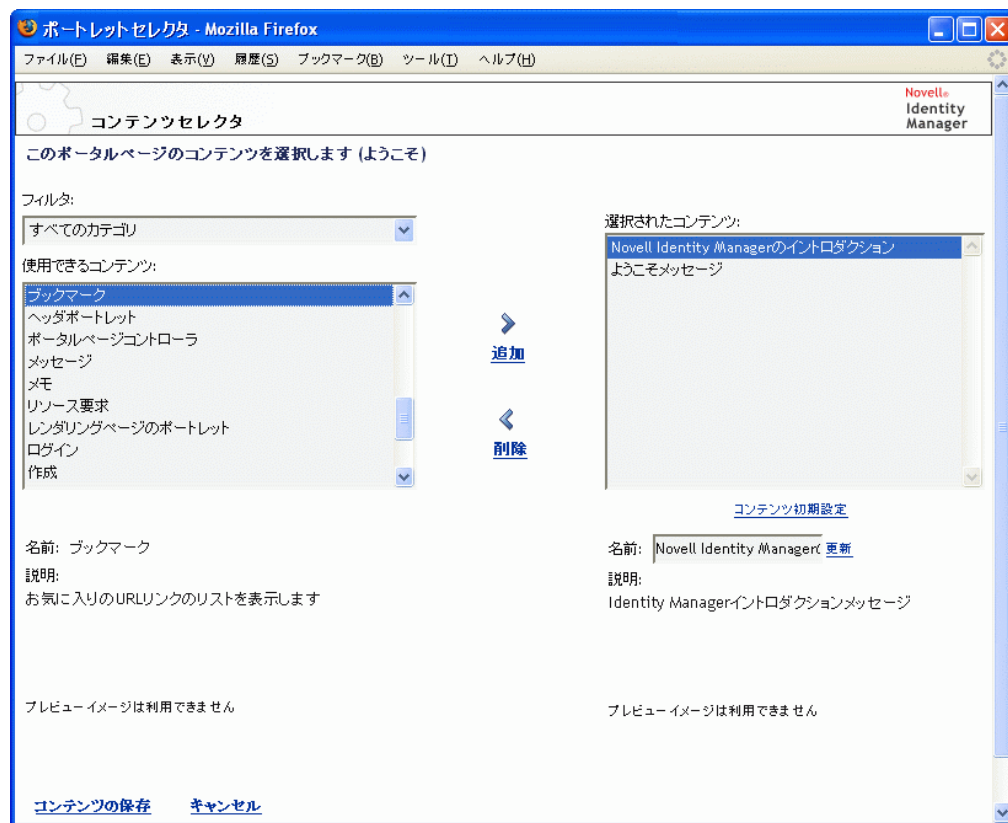 ポートレットセレクタ - Mozilla Firefox
ファイル(F) 編集(E) 表示(V) 履歴(S) ブックマーク(B) ツール(T) ヘルプ(H)
コンテンツセレクタ
Novell®
Identity
Manager
このポータルページのコンテンツを選択します (ようこそ)
フィルタ:
すべてのカテゴリ
使用できるコンテンツ:
ブックマーク
ヘッダポートレット
ポータルページコントローラ
メッセージ
メモ
リソース要求
レンダリングページのポートレット
ログイン
作成
追加
削除
選択されたコンテンツ:
Novell Identity Managerのイントロダクション
ようこそメッセージ
コンテンツ初期設定
名前: ブックマーク
説明:
お気に入りのURLリンクのリストを表示します
プレビューイメージは利用できません
名前: Novell Identity Manager 更新
説明:
Identity Managerイントロダクションメッセージ
プレビューイメージは利用できません
コンテンツの保存 キャンセル